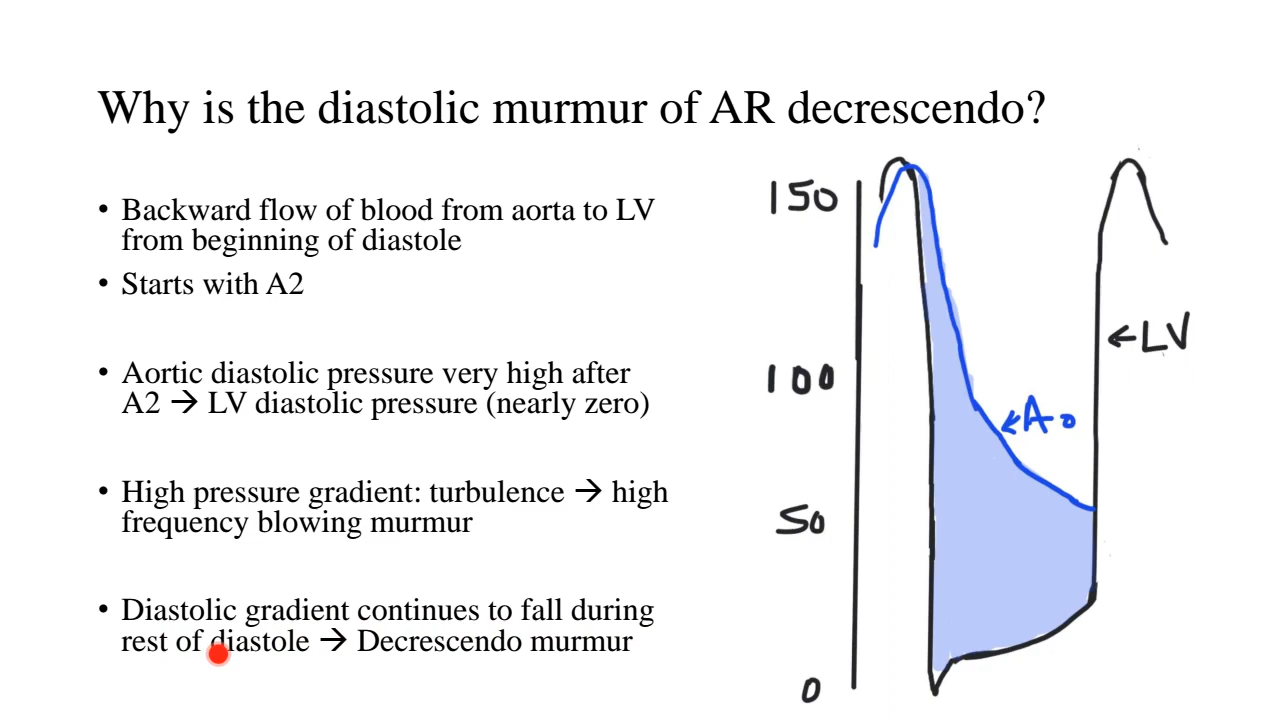 Why is the diastolic murmur of AR decrescendo?
• Backward flow of blood from aorta to LV
from beginning of diastole
• Starts with A2
• Aortic diastolic pressure very high after
A2 → LV diastolic pressure (nearly zero)
• High pressure gradient: turbulence → high
frequency blowing murmur
• Diastolic gradient continues to fall during
rest of diastole → Decrescendo murmur
150
100
50
0
←LV
←Ao